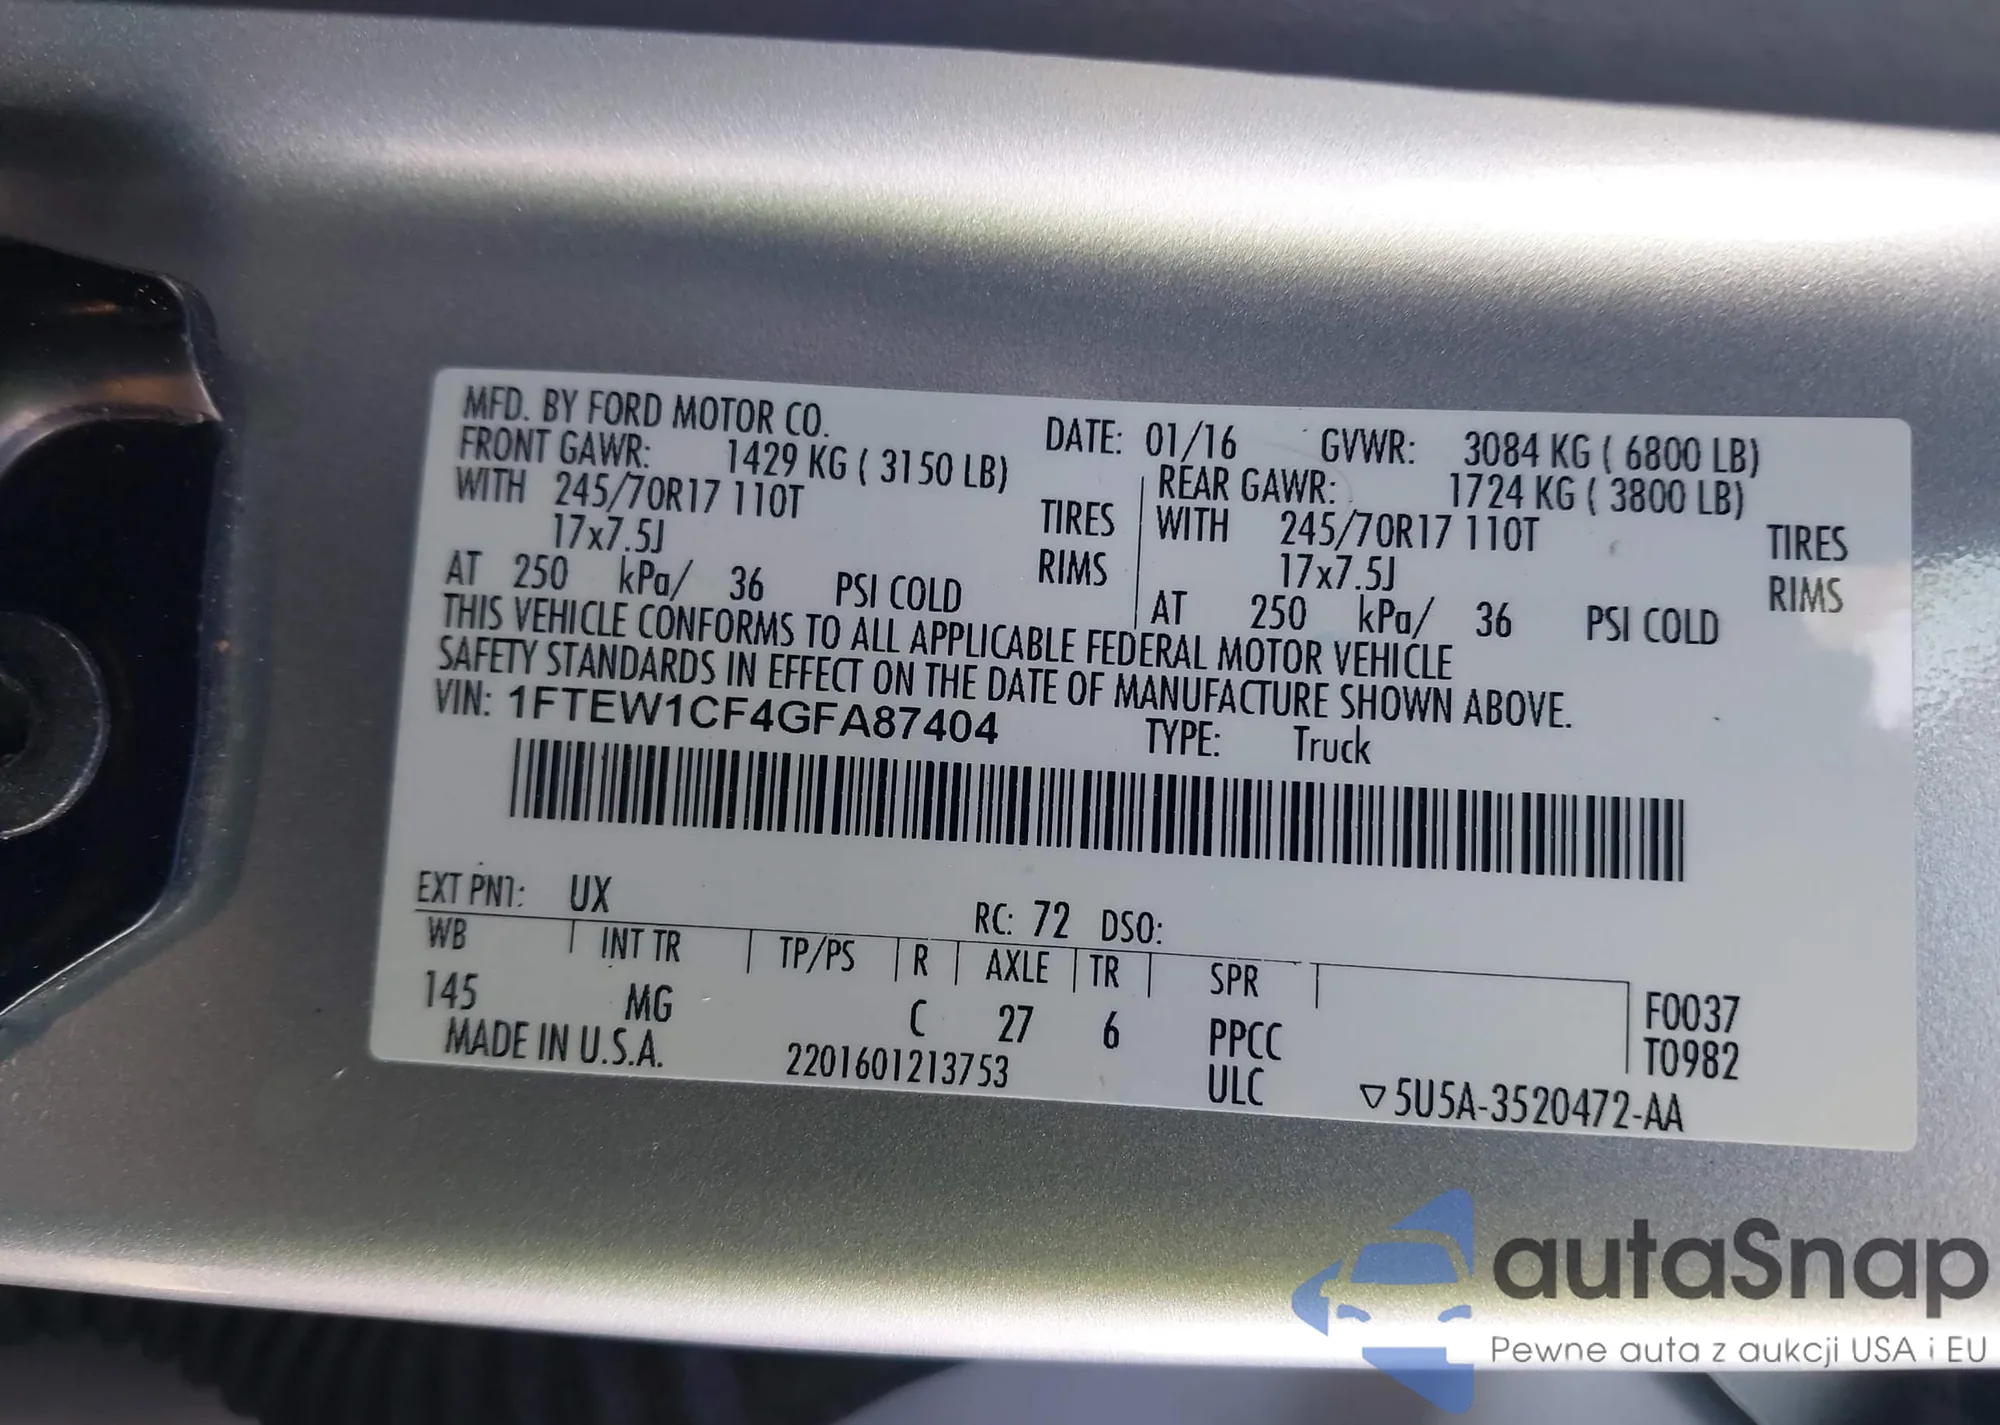 MFD. BY FORD MOTOR CO. DATE: 01/16 GVWR: 3084 KG ( 6800 LB)
FRONT GAWR: 1429 KG ( 3150 LB) REAR GAWR: 1724 KG ( 3800 LB)
WITH 245/70R17 110T TIRES WITH 245/70R17 110T TIRES
17x7.5J RIMS 17x7.5J RIMS
AT 250 kPa/ 36 PSI COLD AT 250 kPa/ 36 PSI COLD
THIS VEHICLE CONFORMS TO ALL APPLICABLE FEDERAL MOTOR VEHICLE
SAFETY STANDARDS IN EFFECT ON THE DATE OF MANUFACTURE SHOWN ABOVE.
VIN: 1FTEW1CF4GFA87404 TYPE: Truck
EXT PNT: UX RC: 72 DSO:
WB INT TR TP/PS R AXLE TR SPR F0037
145 MG C 27 6 PPCC T0982
MADE IN U.S.A. 2201601213753 ULC ▽5U5A-3520472-AA
autaSnap
Pewne auta z aukcji USA i EU